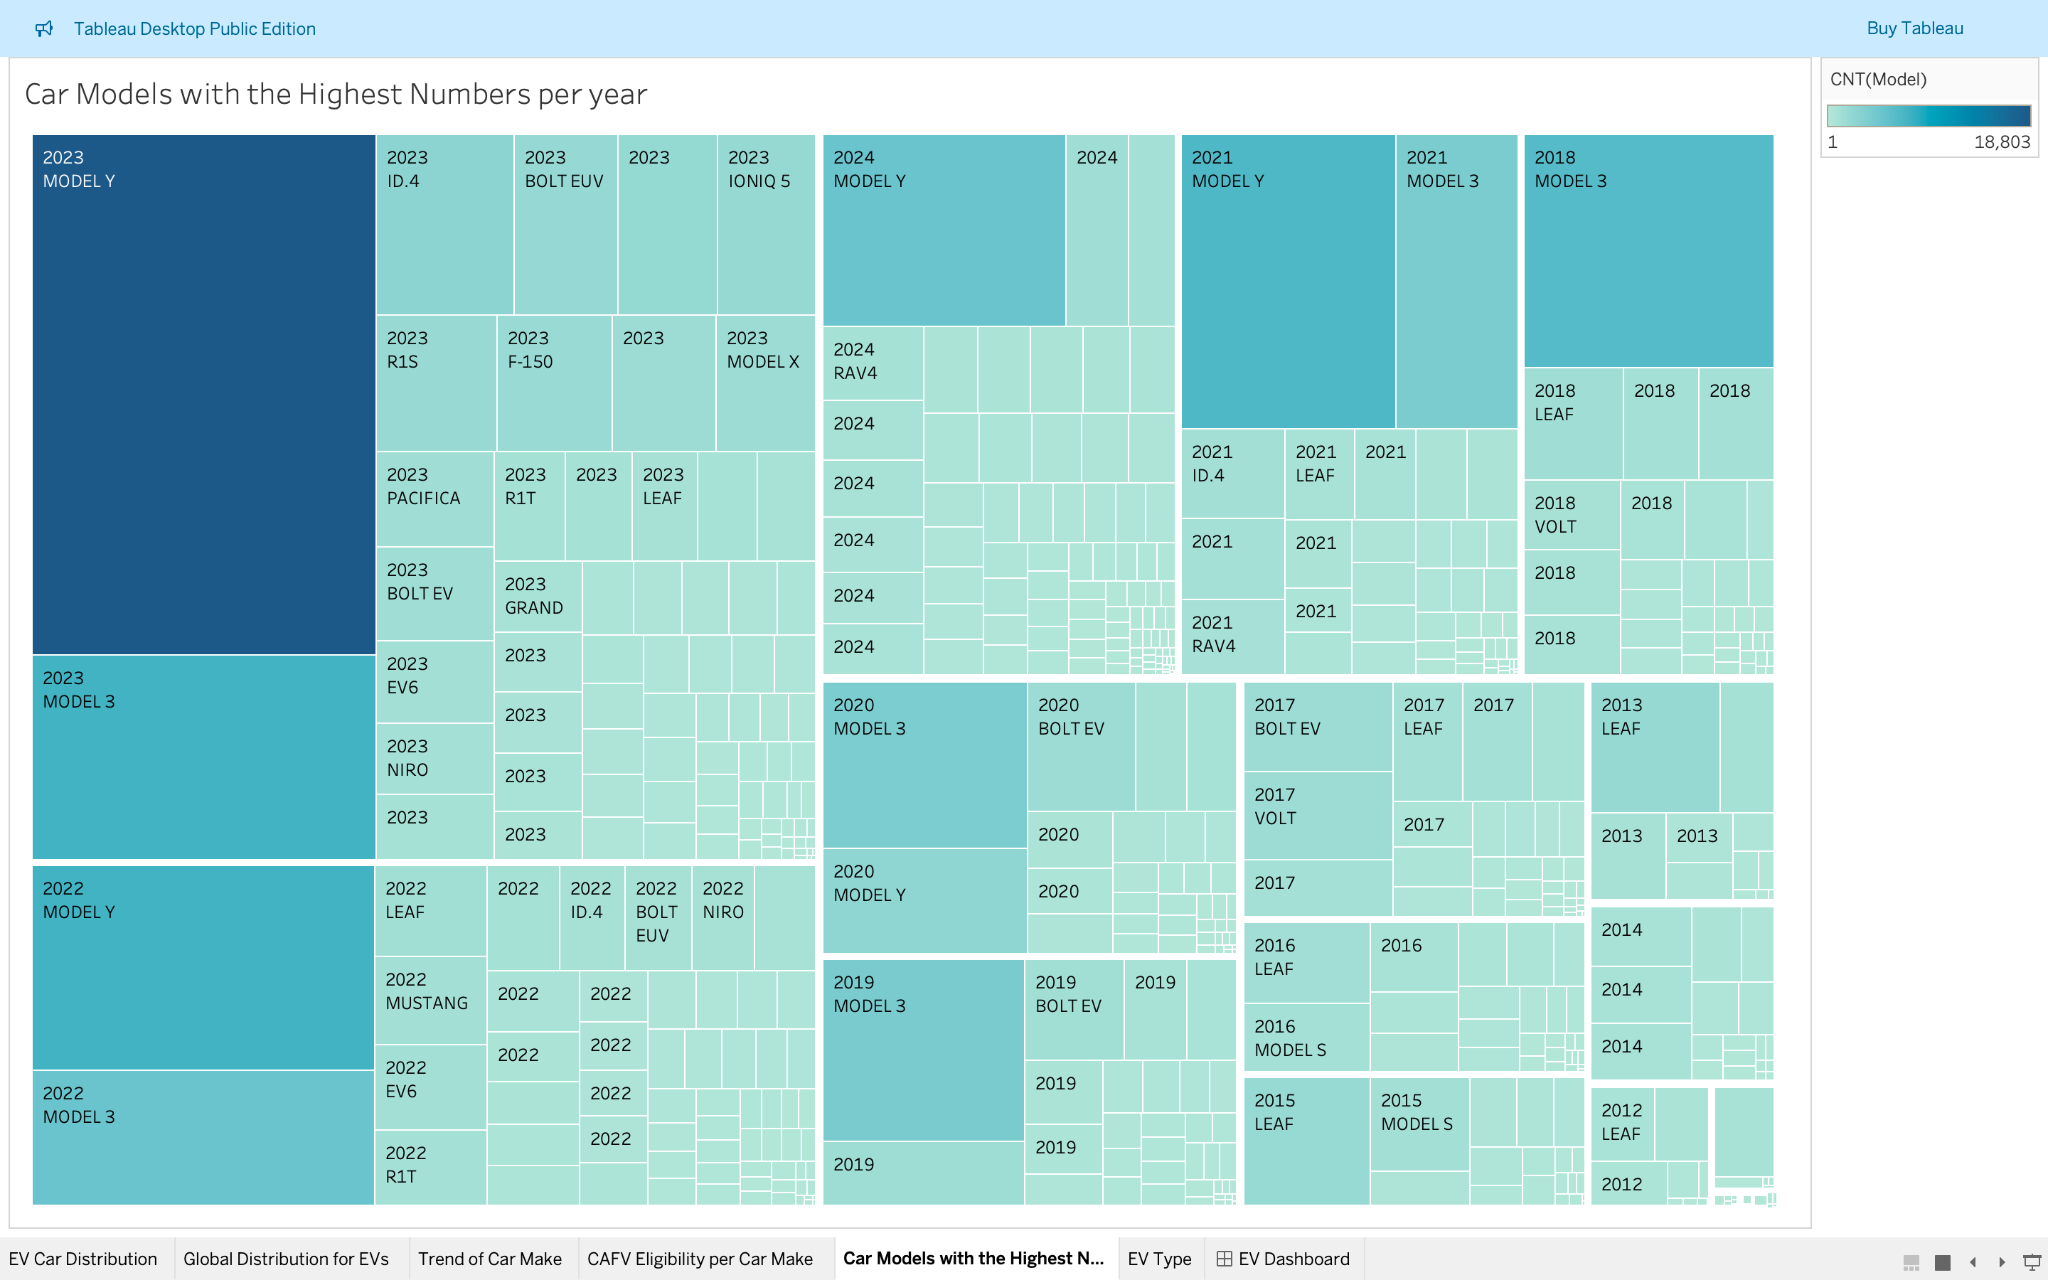 Tableau Desktop Public Edition
Buy Tableau
Car Models with the Highest Numbers per year
CNT(Model)
1
18,803
2023
MODEL Y
2023
ID.4
2023
BOLT EUV
2023
2023
IONIQ 5
2023
R1S
2023
F-150
2023
2023
MODEL X
2023
PACIFICA
2023
R1T
2023
2023
LEAF
2023
BOLT EV
2023
GRAND
2023
EV6
2023
2023
2023
NIRO
2023
2023
2023
2023
MODEL 3
2022
MODEL Y
2022
MODEL 3
2022
LEAF
2022
2022
ID.4
2022
BOLT
EUV
2022
NIRO
2022
MUSTANG
2022
2022
2022
EV6
2022
2022
2022
2022
2022
R1T
2024
MODEL Y
2024
2024
RAV4
2024
2024
2024
2024
2024
2021
MODEL Y
2021
MODEL 3
2021
ID.4
2021
LEAF
2021
2021
2021
2021
2021
RAV4
2018
MODEL 3
2018
LEAF
2018
2018
2018
VOLT
2018
2018
2018
2020
MODEL 3
2020
BOLT EV
2020
MODEL Y
2020
2020
2019
MODEL 3
2019
BOLT EV
2019
2019
2019
2019
2017
BOLT EV
2017
LEAF
2017
2017
VOLT
2017
2017
2016
LEAF
2016
2016
MODEL S
2015
LEAF
2015
MODEL S
2013
LEAF
2013
2013
2014
2014
2014
2012
LEAF
2012
EV Car Distribution
Global Distribution for EVs
Trend of Car Make
CAFV Eligibility per Car Make
Car Models with the Highest N...
EV Type
EV Dashboard